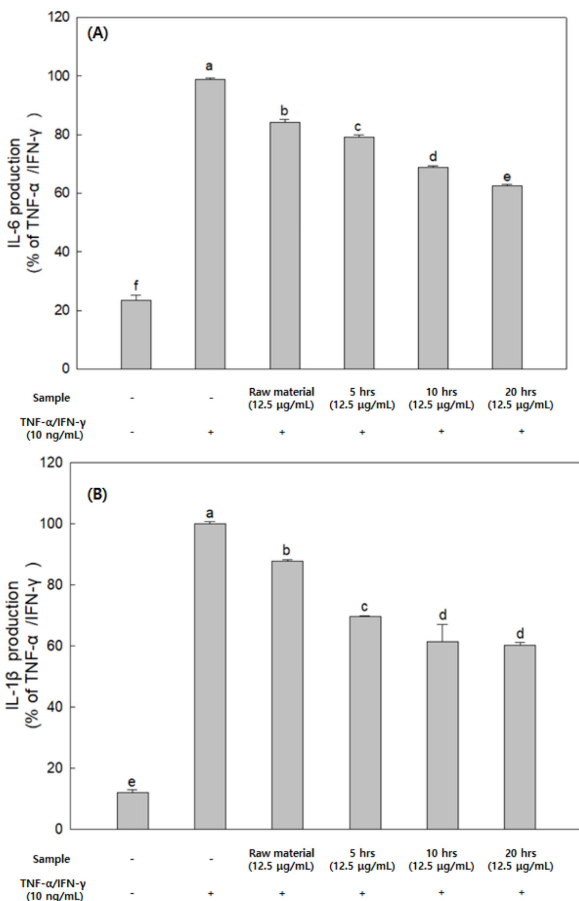 120
(A)
a
100
b
c
80
d
e
60
40
f
20
0
IL-6 production
(% of TNF-α /IFN-γ)
Sample - - Raw material 5 hrs 10 hrs 20 hrs
(12.5 μg/mL) (12.5 μg/mL) (12.5 μg/mL) (12.5 μg/mL)
TNF-α/IFN-γ
(10 ng/mL) - + + + + +
120
(B)
a
100
b
80
c
d
d
60
40
20
e
0
IL-1β production
(% of TNF-α /IFN-γ)
Sample - - Raw material 5 hrs 10 hrs 20 hrs
(12.5 μg/mL) (12.5 μg/mL) (12.5 μg/mL) (12.5 μg/mL)
TNF-α/IFN-γ
(10 ng/mL) - + + + + +